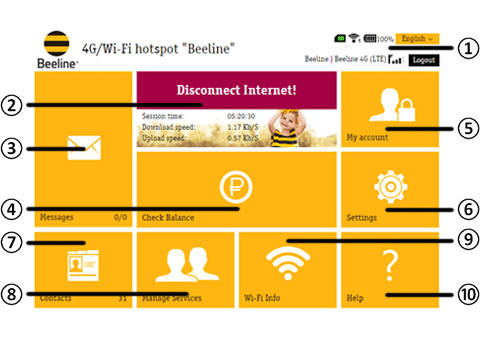 100% English
①
4G/Wi-Fi hotspot "Beeline"
Beeline | Beeline 4G (LTE) Logout
Beeline®
②
Disconnect Internet!
Session time: 05:20:30
Download speed: 1.17 Kb/S
Upload speed: 0.57 Kb/S
③
Messages 0/0
④
Check Balance
⑤
My account
⑥
Settings
⑦
Contacts 31
⑧
Manage Services
⑨
Wi-Fi Info
⑩
?
Help